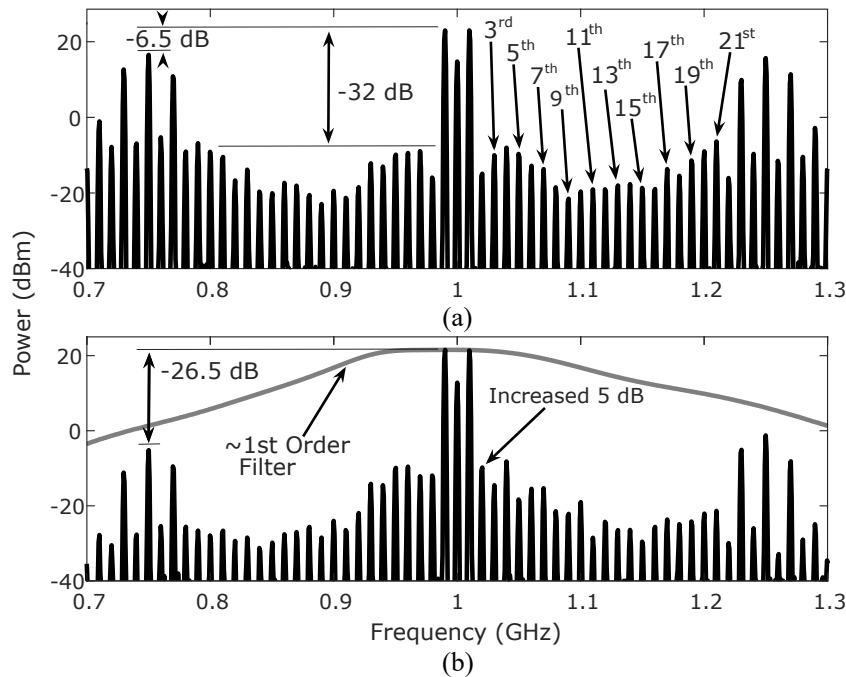 20
0
-20
-40
-6.5 dB
-32 dB
3rd
5th
7th
9th
11th
13th
15th
17th
19th
21st
0.7
0.8
0.9
1
1.1
1.2
1.3
(a)
Power (dBm)
20
0
-20
-40
-26.5 dB
~1st Order
Filter
Increased 5 dB
0.7
0.8
0.9
1
1.1
1.2
1.3
Frequency (GHz)
(b)